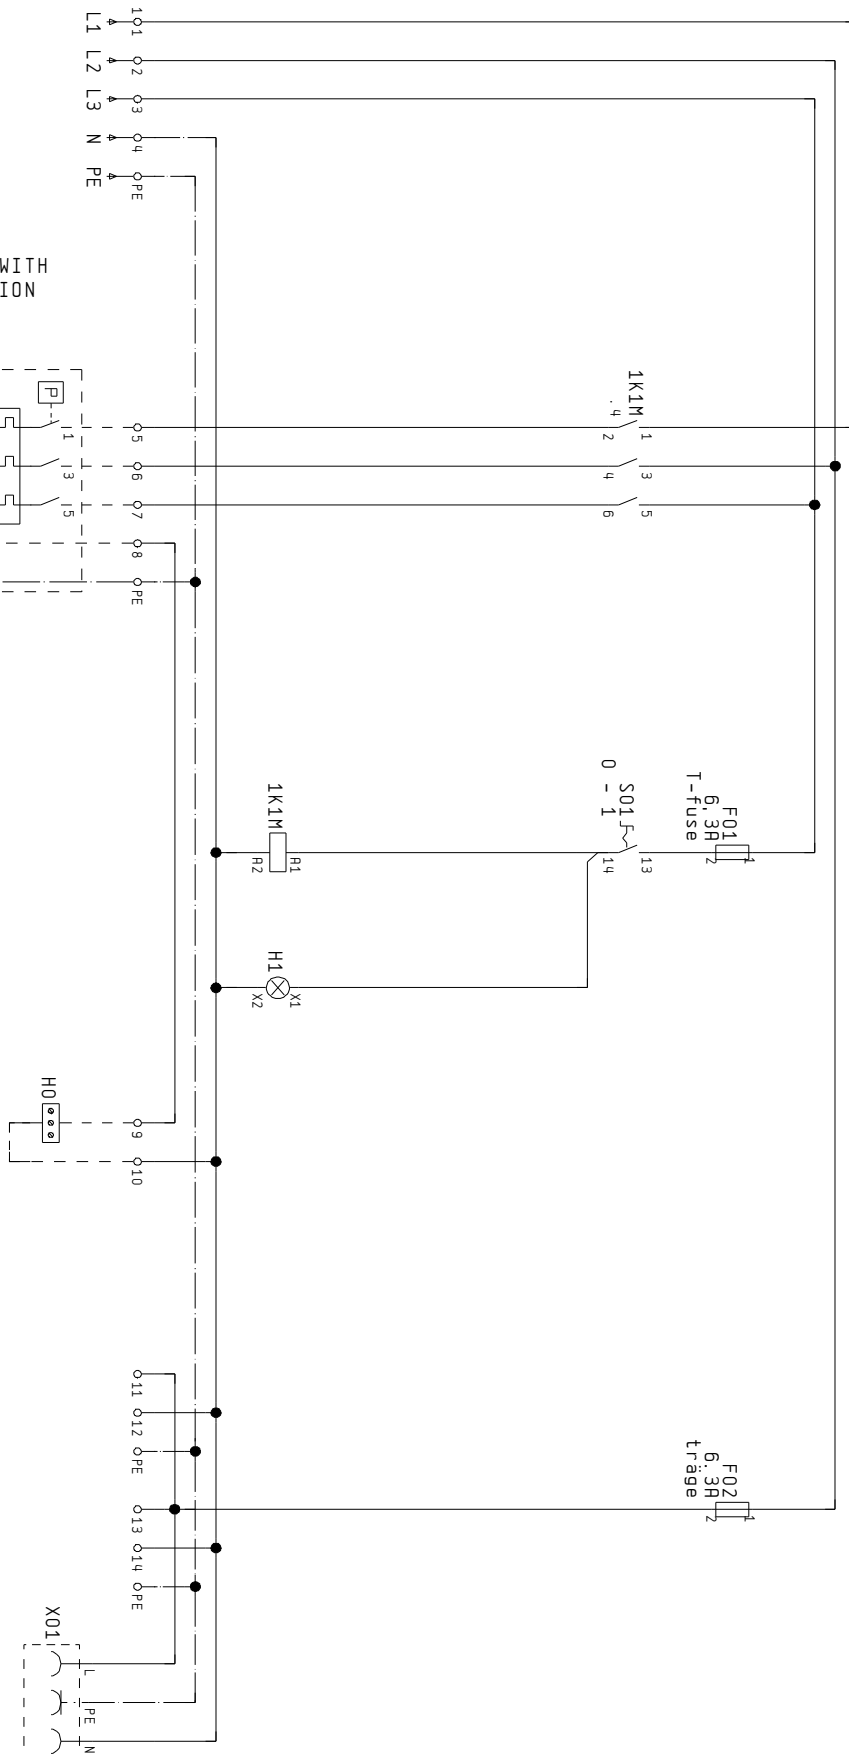 L1
1
1
L2
2
L3
3
N
4
PE
PE
WITH
ION
P
1
3
5
5
6
7
8
PE
1K1M
.4
2
1
4
3
6
5
1K1M
A2
A1
0 - 1
S01
14
13
T-fuse
6,3A
F01
2
1
H1
X2
X1
H0
9
10
11
12
PE
13
14
PE
träge
6.3A
F02
2
1
X01
L
PE
N